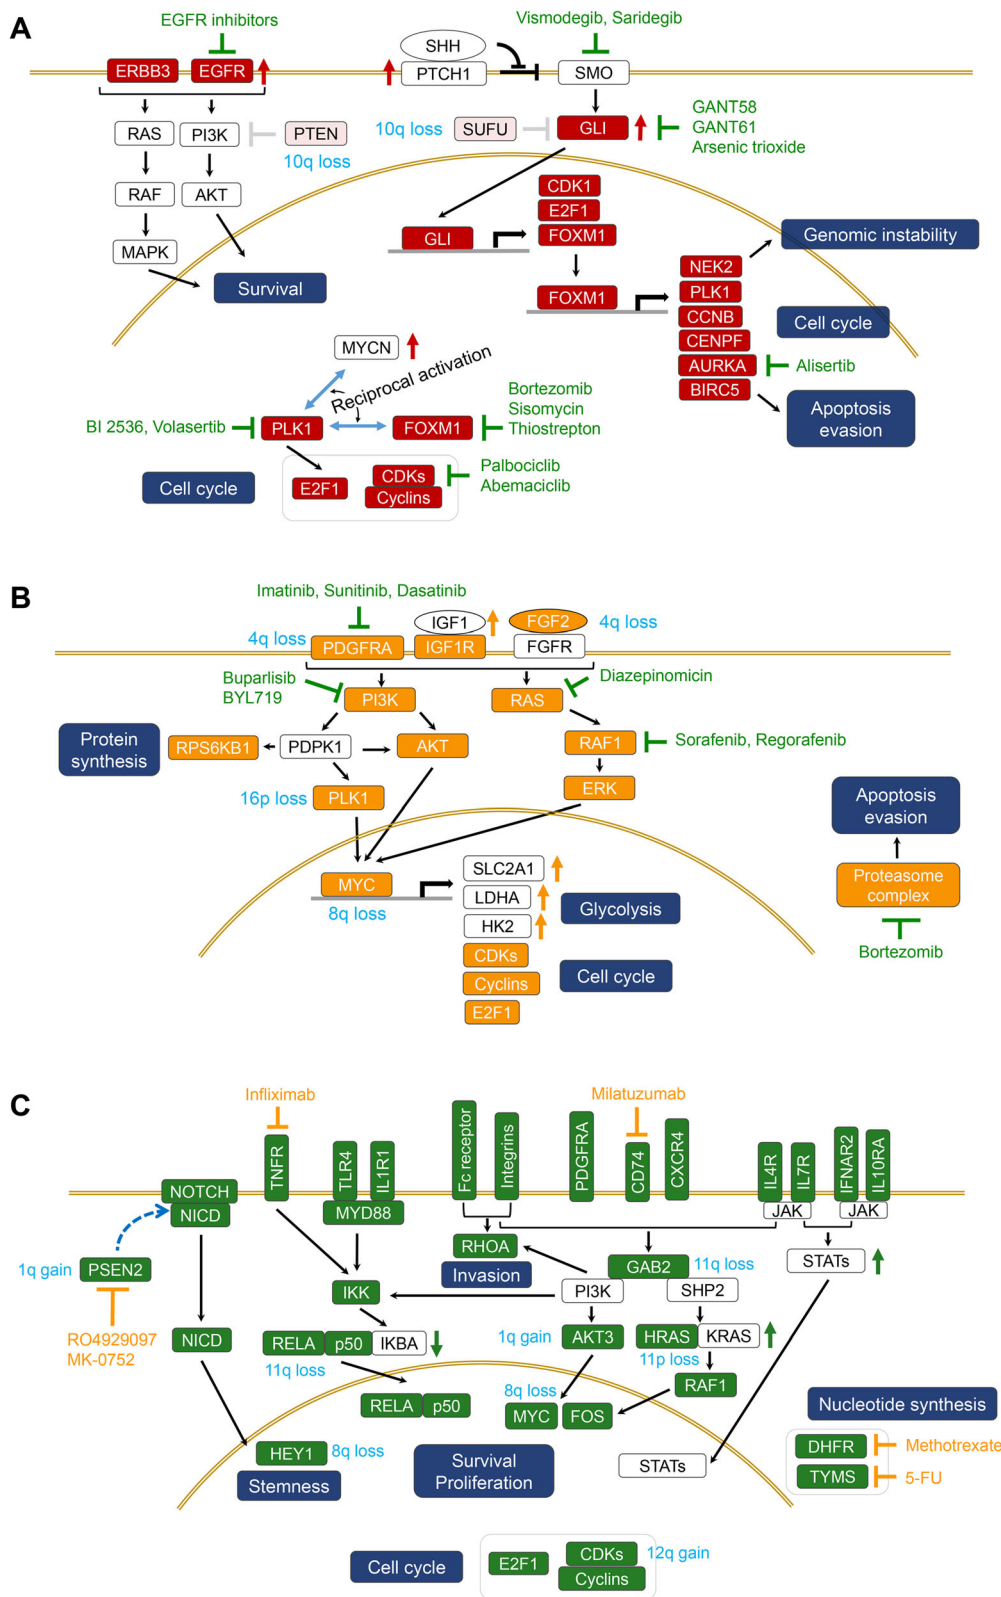 A
EGFR inhibitors
Vismodegib, Saridegib
SHH
ERBB3
EGFR
PTCH1
SMO
RAS
PI3K
PTEN
10q loss
10q loss
SUFU
GLI
GANT58
GANT61
Arsenic trioxide
RAF
AKT
MAPK
Survival
CDK1
E2F1
FOXM1
GLI
Genomic instability
FOXM1
NEK2
PLK1
CCNB
CENPF
AURKA
BIRC5
Cell cycle
Alisertib
Apoptosis
evasion
MYCN
Reciprocal activation
BI 2536, Volasertib
PLK1
FOXM1
Bortezomib
Sisomycin
Thiostrepton
Cell cycle
E2F1
CDKs
Cyclins
Palbociclib
Abemaciclib
B
Imatinib, Sunitinib, Dasatinib
4q loss
PDGFRA
IGF1
IGF1R
FGF2
FGFR
4q loss
Buparlisib
BYL719
PI3K
RAS
Diazepinomicin
Protein
synthesis
RPS6KB1
PDPK1
AKT
RAF1
Sorafenib, Regorafenib
16p loss
PLK1
ERK
Apoptosis
evasion
MYC
8q loss
SLC2A1
LDHA
HK2
Glycolysis
CDKs
Cyclins
E2F1
Cell cycle
Proteasome
complex
Bortezomib
C
Infliximab
Milatuzumab
NOTCH
NICD
TNFR
TLR4
IL1R1
MYD88
Fc receptor
Integrins
PDGFRA
CD74
CXCR4
IL4R
IL7R
IFNAR2
IL10RA
JAK
JAK
1q gain
PSEN2
RHOA
Invasion
GAB2
11q loss
STATs
IKK
PI3K
SHP2
RO4929097
MK-0752
NICD
RELA
p50
IKBA
11q loss
1q gain
AKT3
HRAS
KRAS
11p loss
RAF1
RELA
p50
8q loss
MYC
FOS
Nucleotide synthesis
HEY1
8q loss
Stemness
Survival
Proliferation
STATs
DHFR
Methotrexate
TYMS
5-FU
Cell cycle
E2F1
CDKs
Cyclins
12q gain